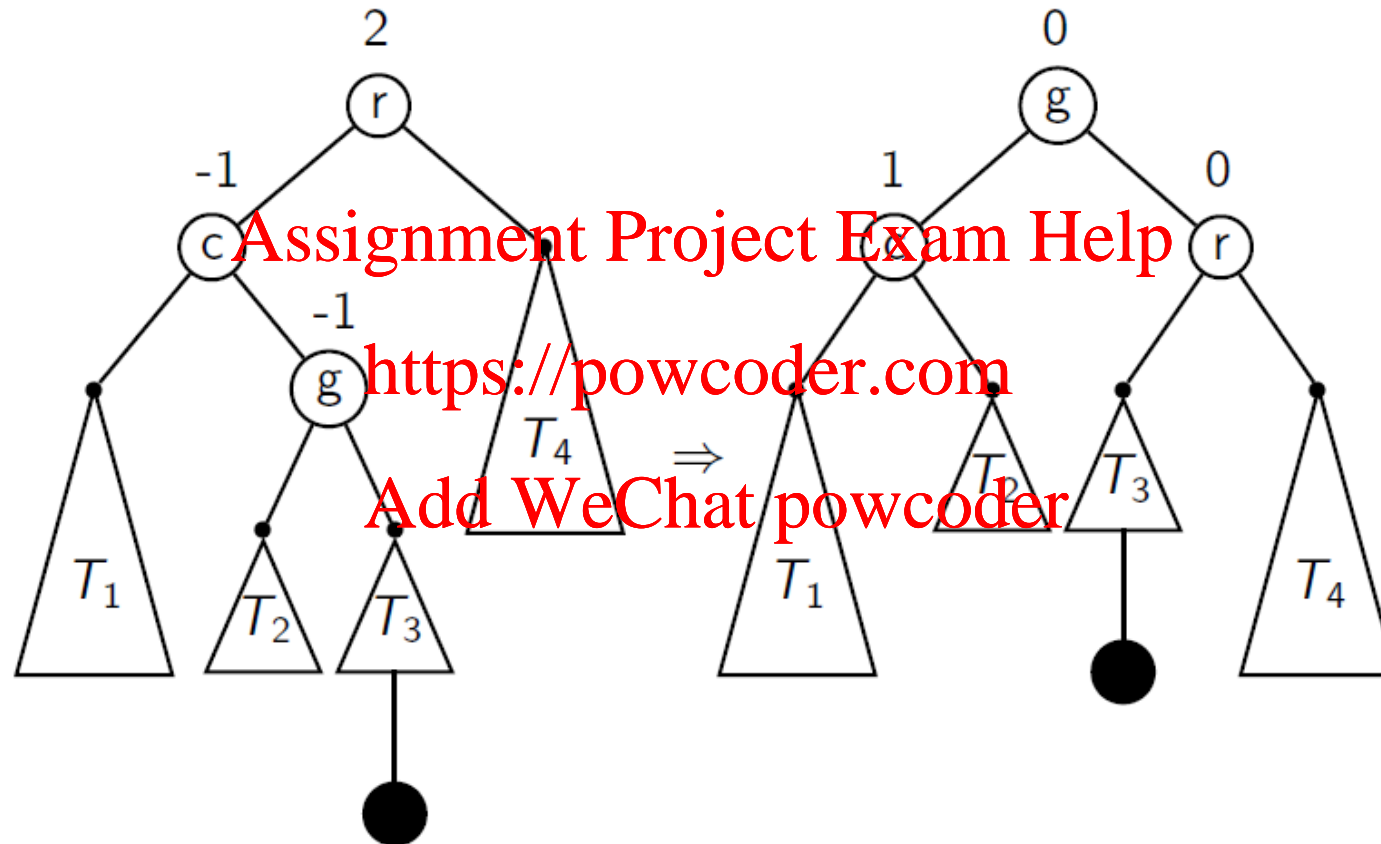 2 0
r g
-1 1 0
c Assignment Project Exam Help r
-1
g https://powcoder.com
T4 ⇒ T2 T3
Add WeChat powcoder
T1 T2 T3 T1 T4